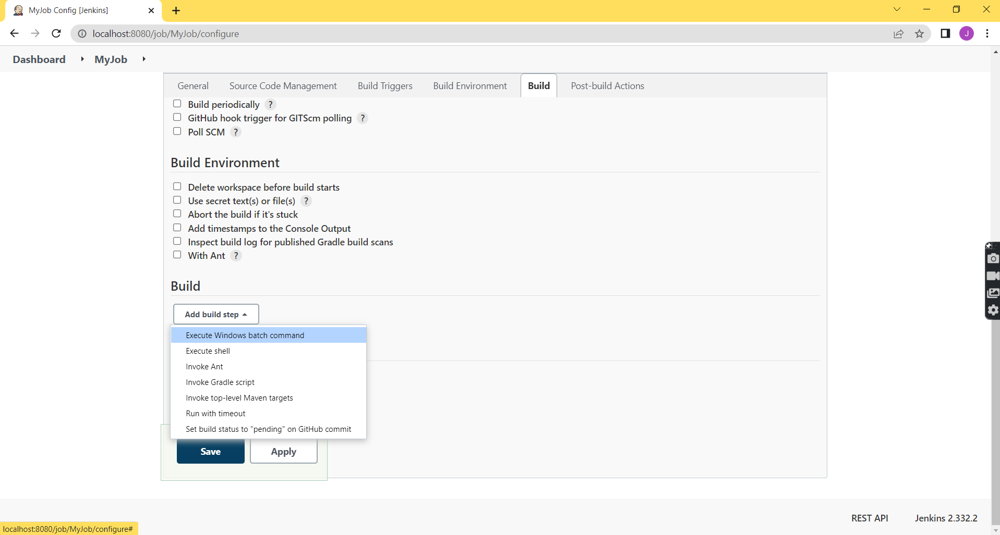 MyJob Config [Jenkins]
localhost:8080/job/MyJob/configure
J
Dashboard MyJob
General Source Code Management Build Triggers Build Environment Build Post-build Actions
Build periodically ?
GitHub hook trigger for GITScm polling ?
Poll SCM ?
Build Environment
Delete workspace before build starts
Use secret text(s) or file(s) ?
Abort the build if it's stuck
Add timestamps to the Console Output
Inspect build log for published Gradle build scans
With Ant ?
Build
Add build step
Execute Windows batch command
Execute shell
Invoke Ant
Invoke Gradle script
Invoke top-level Maven targets
Run with timeout
Set build status to "pending" on GitHub commit
Save Apply
REST API Jenkins 2.332.2
localhost:8080/job/MyJob/configure#